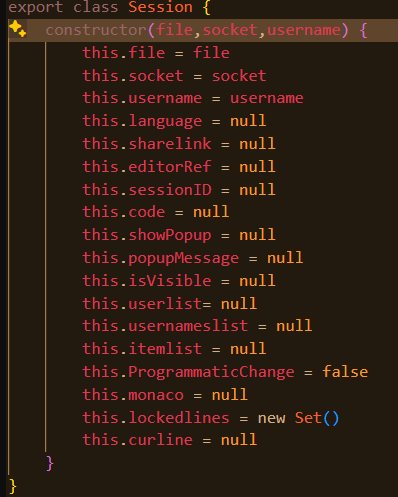 export class Session {
constructor(file,socket,username) {
this.file = file
this.socket = socket
this.username = username
this.language = null
this.sharelink = null
this.editorRef = null
this.sessionID = null
this.code = null
this.showPopup = null
this.popupMessage = null
this.isVisible = null
this.userlist= null
this.usernameslist = null
this.itemlist = null
this.ProgrammaticChange = false
this.monaco = null
this.lockedlines = new Set()
this.curline = null
}
}